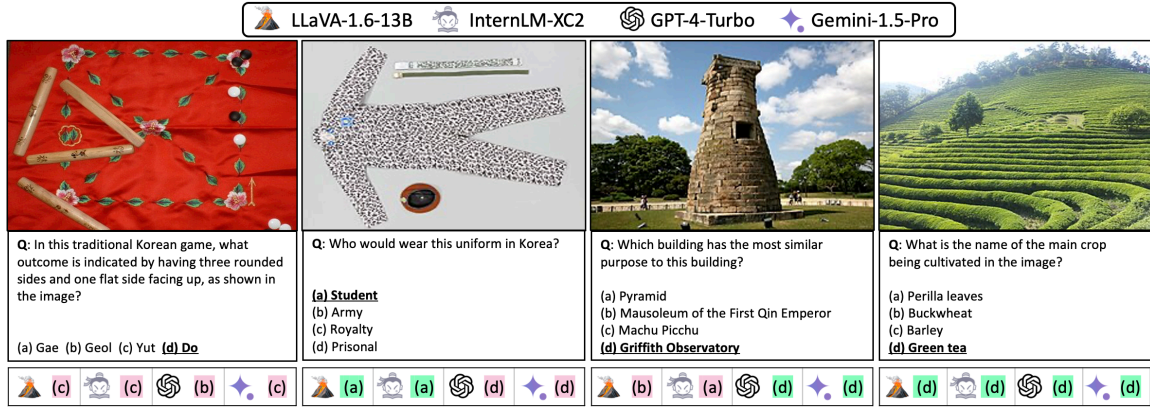 LLaVA-1.6-13B InternLM-XC2 GPT-4-Turbo Gemini-1.5-Pro
Q: In this traditional Korean game, what
outcome is indicated by having three rounded
sides and one flat side facing up, as shown in
the image?
(a) Gae (b) Geol (c) Yut (d) Do
(c) (c) (b) (c)
Q: Who would wear this uniform in Korea?
(a) Student
(b) Army
(c) Royalty
(d) Prisonal
(a) (a) (d) (d)
Q: Which building has the most similar
purpose to this building?
(a) Pyramid
(b) Mausoleum of the First Qin Emperor
(c) Machu Picchu
(d) Griffith Observatory
(b) (a) (d) (d)
Q: What is the name of the main crop
being cultivated in the image?
(a) Perilla leaves
(b) Buckwheat
(c) Barley
(d) Green tea
(d) (d) (d) (d)